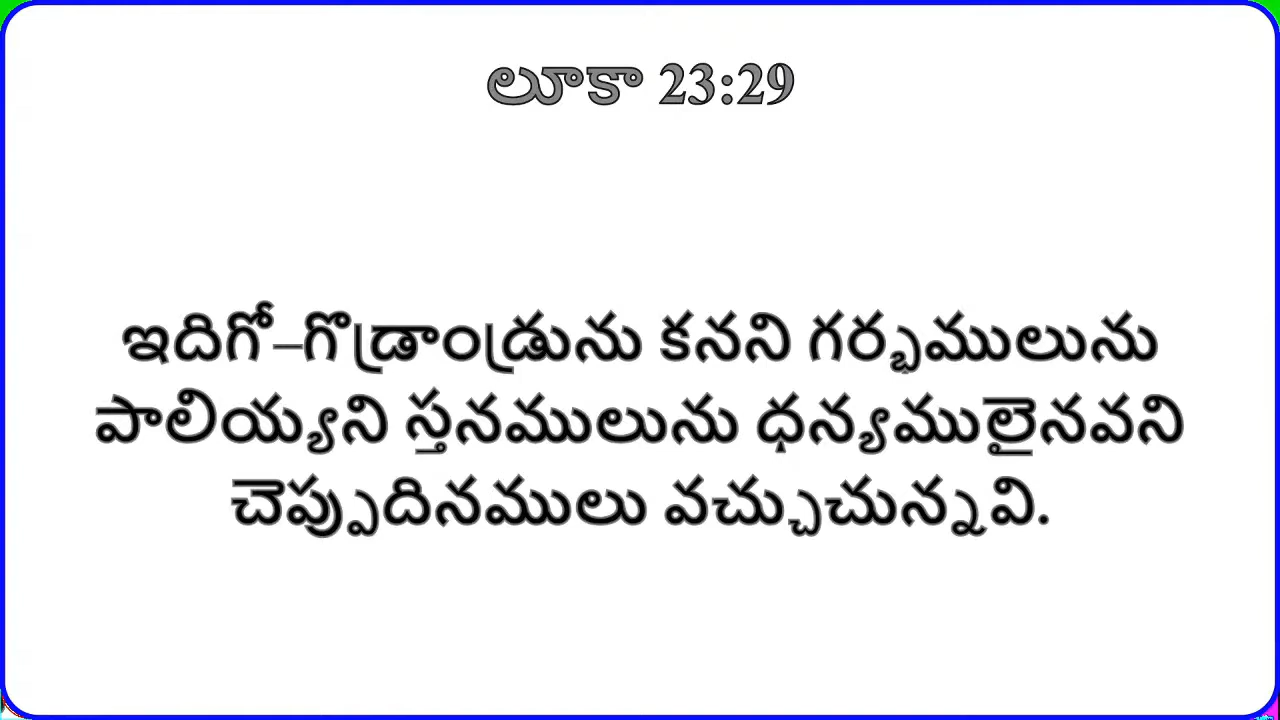 లూకా 23:29
ఇదిగో–గొడ్రాండ్రును కనని గర్భములును
పాలియ్యని స్తనములును ధన్యములైనవని
చెప్పుదినములు వచ్చుచున్నవి.